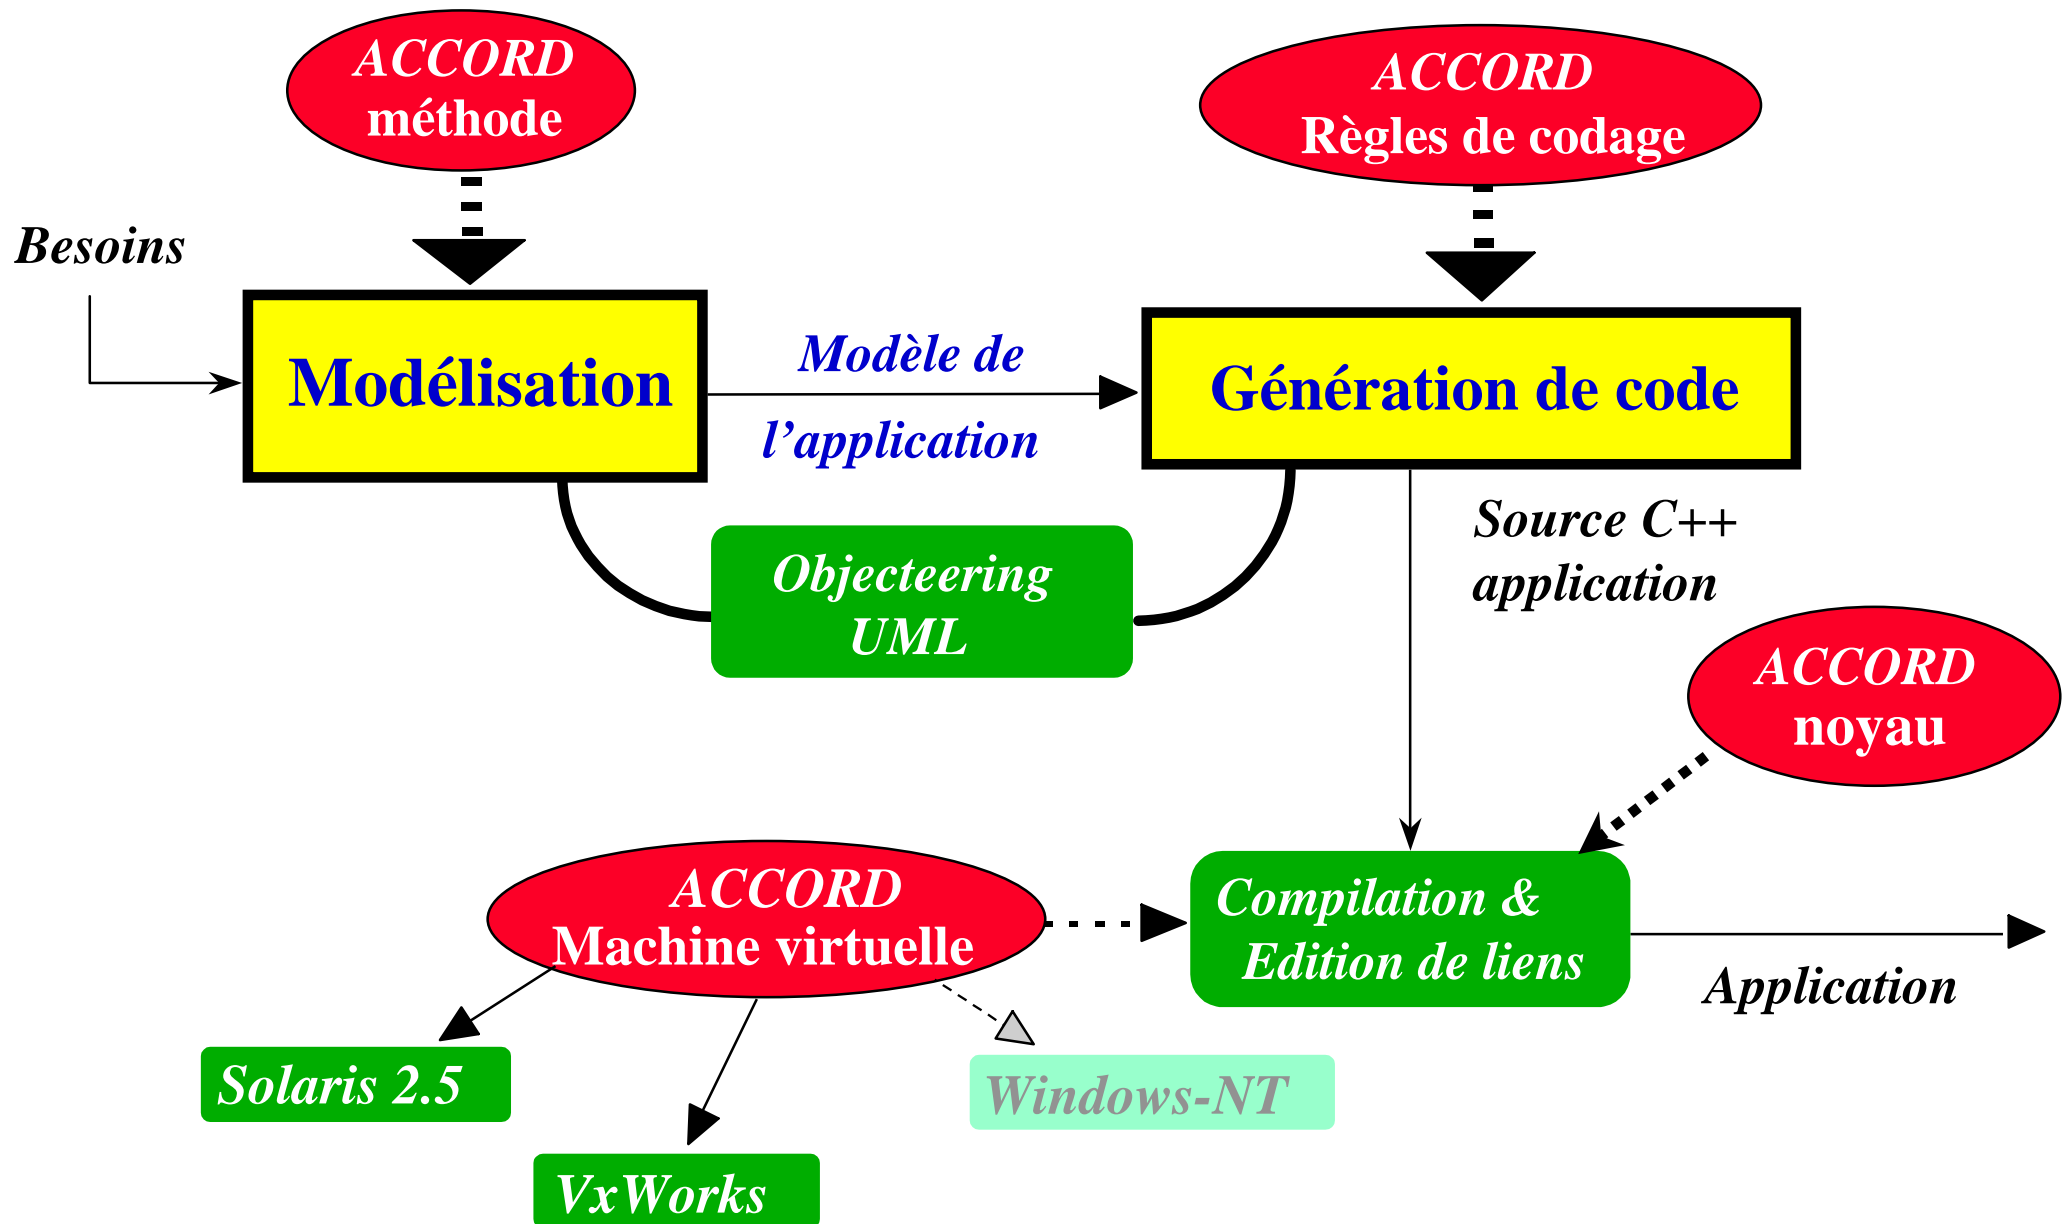 ACCORD
méthode
ACCORD
Règles de codage
Besoins
Modélisation
Modèle de
l’application
Génération de code
Source C++
application
Objecteering
UML
ACCORD
noyau
ACCORD
Machine virtuelle
Compilation &
Edition de liens
Application
Solaris 2.5
Windows-NT
VxWorks